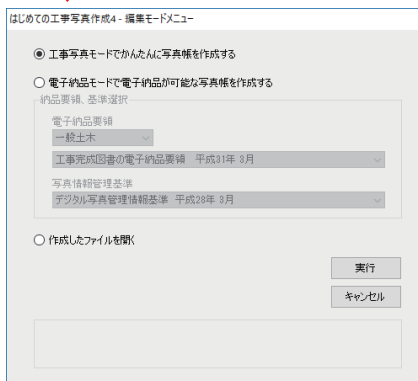 はじめての工事写真作成4 - 編集モードメニュー
工事写真モードでかんたんに写真帳を作成する
電子納品モードで電子納品が可能な写真帳を作成する
納品要領、基準選択
電子納品要領
一般土木
工事完成図書の電子納品要領 平成31年 3月
写真情報管理基準
デジタル写真管理情報基準 平成28年 3月
作成したファイルを開く
実行
キャンセル